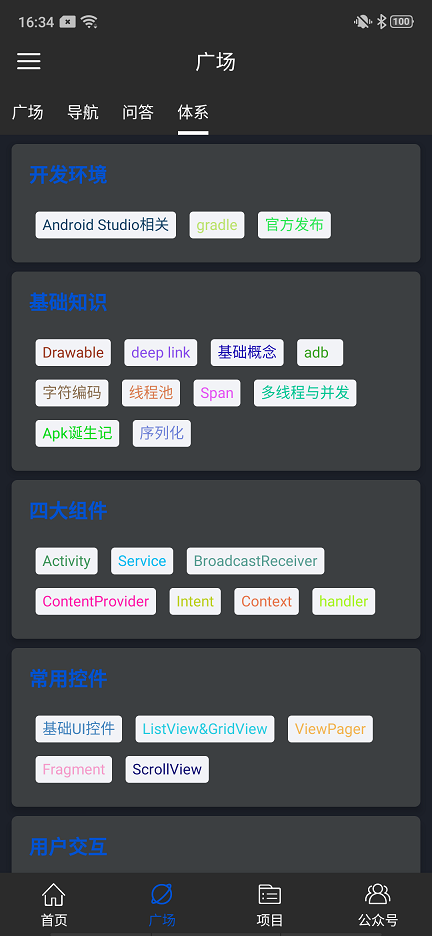 16:34 100
广场
广场 导航 问答 体系
开发环境
Android Studio相关 gradle 官方发布
基础知识
Drawable deep link 基础概念 adb
字符编码 线程池 Span 多线程与并发
Apk诞生记 序列化
四大组件
Activity Service BroadcastReceiver
ContentProvider Intent Context handler
常用控件
基础UI控件 ListView&GridView ViewPager
Fragment ScrollView
用户交互
首页 广场 项目 公众号